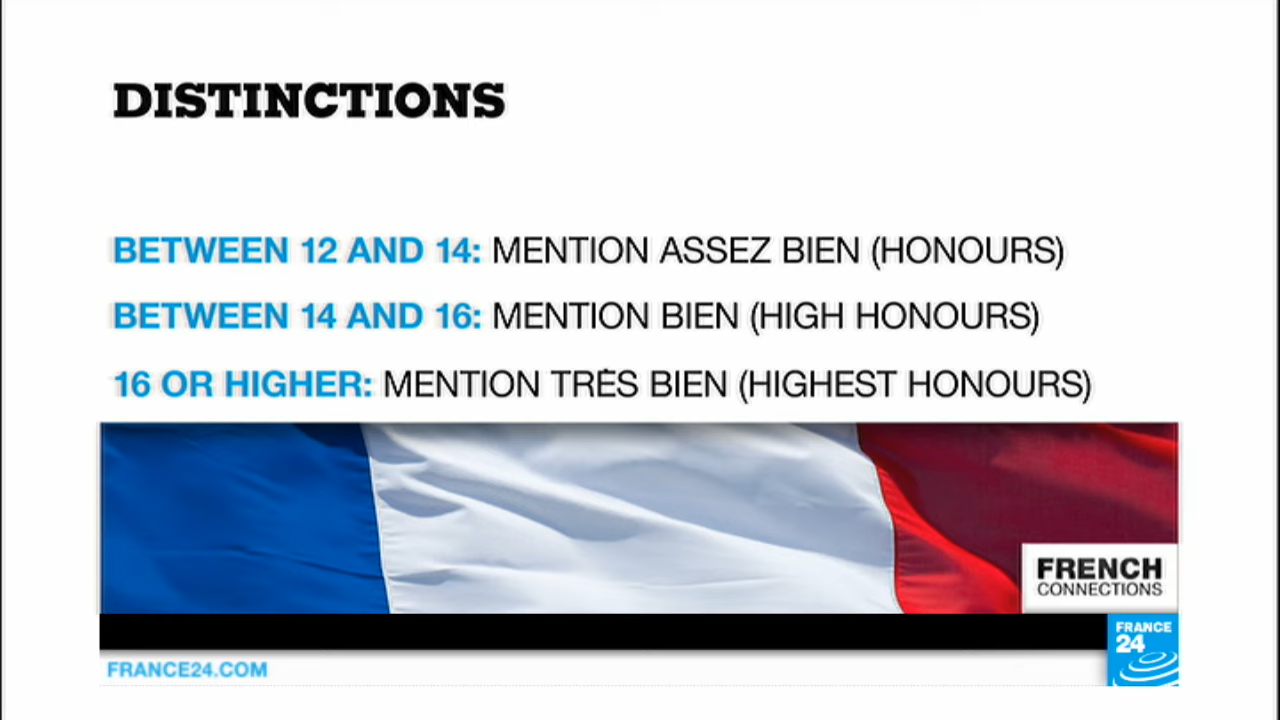 DISTINCTIONS
BETWEEN 12 AND 14: MENTION ASSEZ BIEN (HONOURS)
BETWEEN 14 AND 16: MENTION BIEN (HIGH HONOURS)
16 OR HIGHER: MENTION TRÈS BIEN (HIGHEST HONOURS)
FRENCH
CONNECTIONS
FRANCE
24
FRANCE24.COM